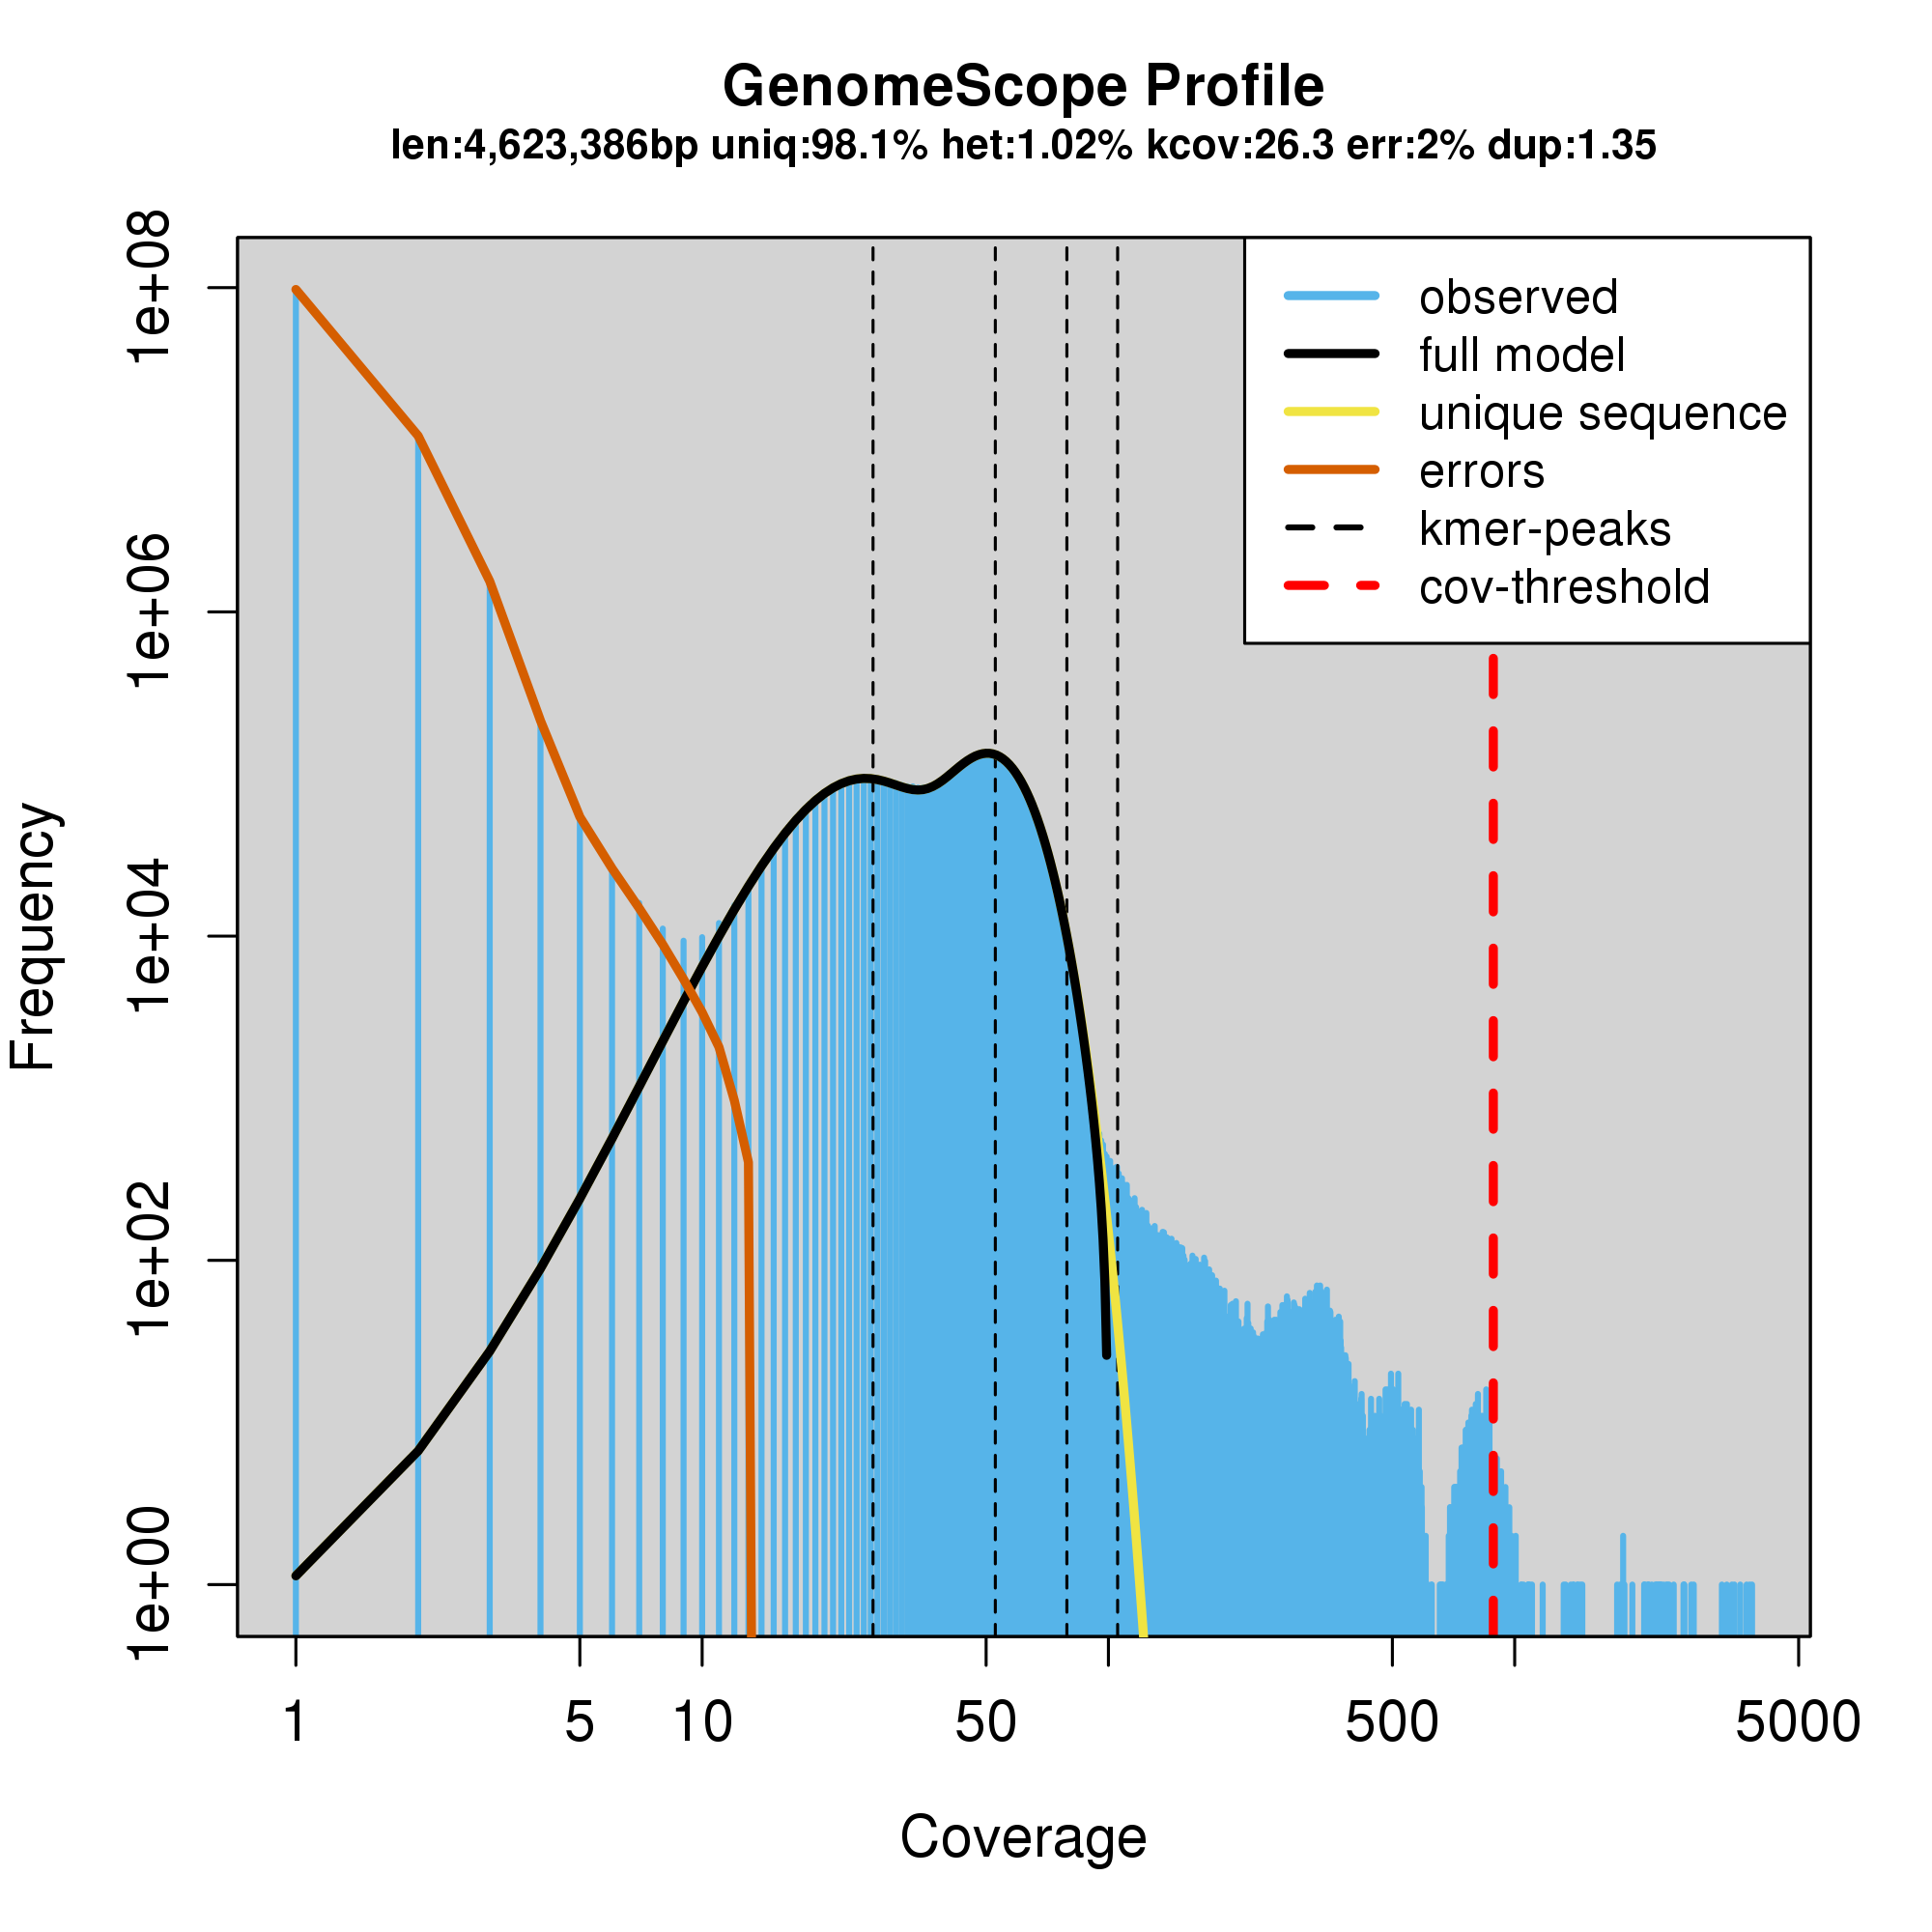 GenomeScope Profile
len:4,623,386bp uniq:98.1% het:1.02% kcov:26.3 err:2% dup:1.35
1e+08
1e+06
1e+04
1e+02
1e+00
Frequency
observed
full model
unique sequence
errors
kmer-peaks
cov-threshold
1 5 10 50 500 5000
Coverage